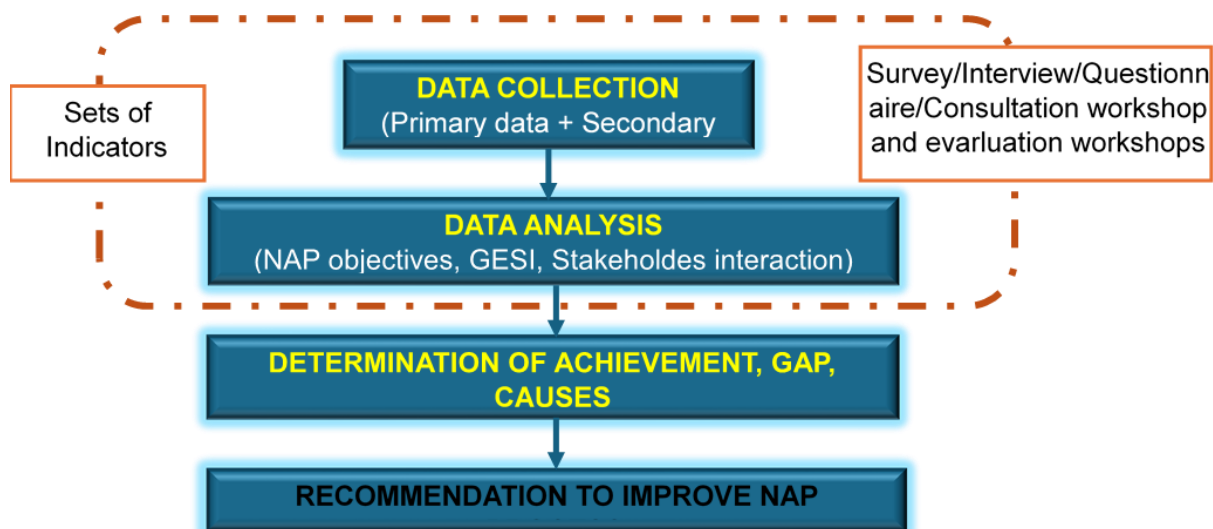 DATA COLLECTION
(Primary data + Secondary
Sets of
Indicators
Survey/Interview/Questionn
aire/Consultation workshop
and evarluation workshops
DATA ANALYSIS
(NAP objectives, GESI, Stakeholdes interaction)
DETERMINATION OF ACHIEVEMENT, GAP,
CAUSES
RECOMMENDATION TO IMPROVE NAP